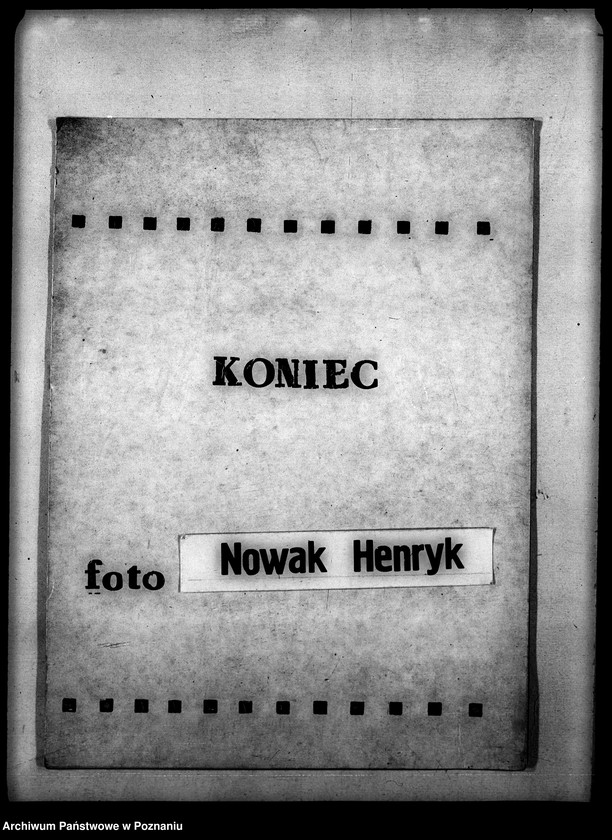 KONIEC
foto Nowak Henryk
Archiwum Państwowe w Poznaniu